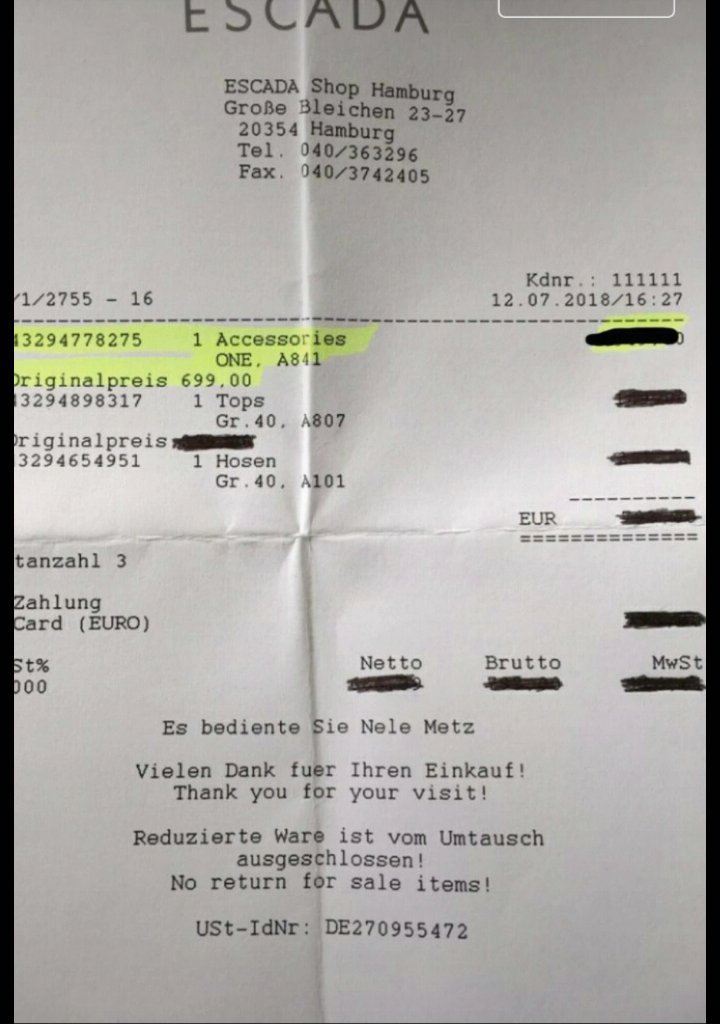 ESCADA
ESCADA Shop Hamburg
Große Bleichen 23-27
20354 Hamburg
Tel. 040/363296
Fax. 040/3742405
Kdnr.: 111111
/1/2755 - 16 12.07.2018/16:27
43294778275 1 Accessories
ONE, A841
Originalpreis 699,00
43294898317 1 Tops
Gr.40, A807
Originalpreis
43294654951 1 Hosen
Gr.40, A101
EUR
tanzahl 3
Zahlung
Card (EURO)
St% Netto Brutto MwSt
000
Es bediente Sie Nele Metz
Vielen Dank fuer Ihren Einkauf!
Thank you for your visit!
Reduzierte Ware ist vom Umtausch
ausgeschlossen!
No return for sale items!
USt-IdNr: DE270955472